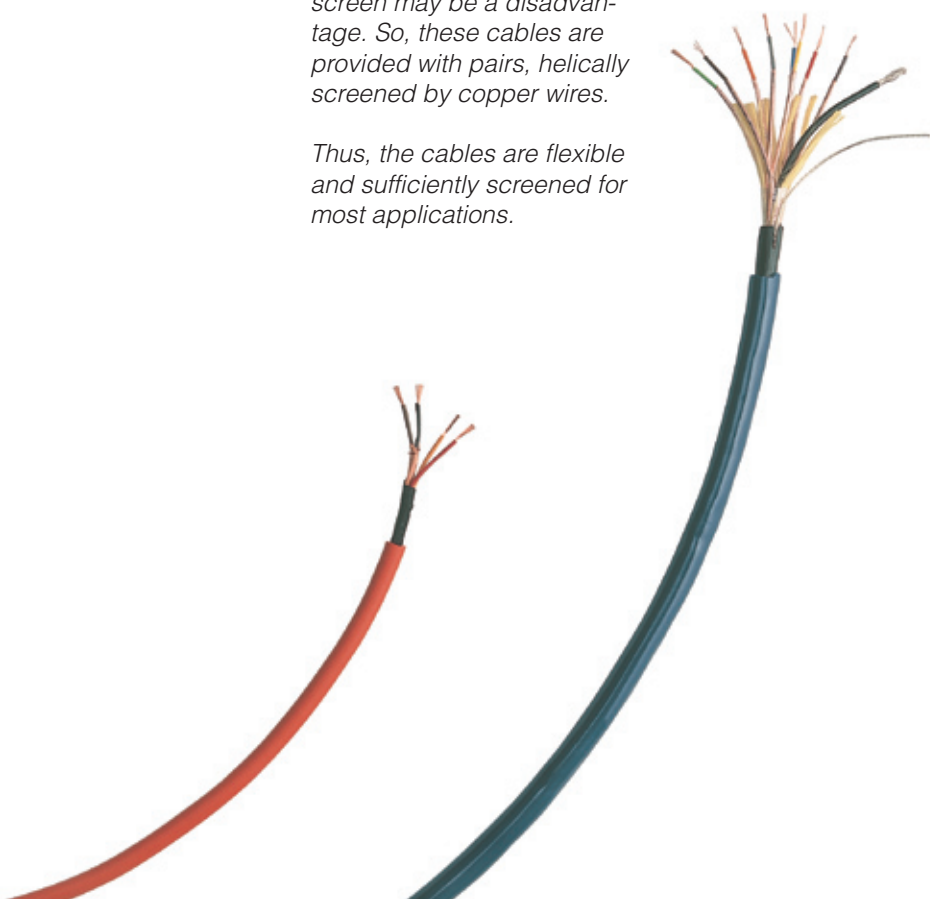 screen may be a disadvan-
tage. So, these cables are
provided with pairs, helically
screened by copper wires.
Thus, the cables are flexible
and sufficiently screened for
most applications.